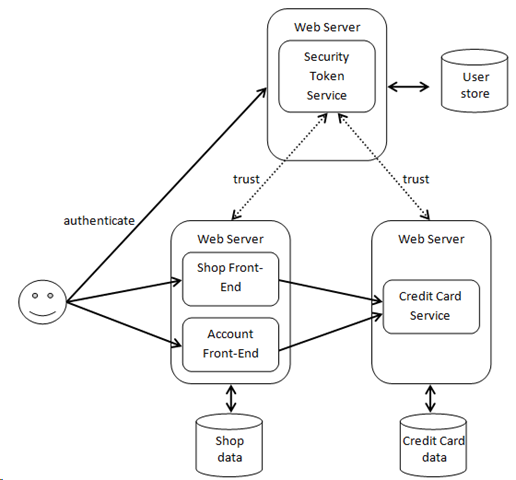 Web Server
Security
Token
Service
User
store
trust
trust
authenticate
Web Server
Shop Front-
End
Account
Front-End
Web Server
Credit Card
Service
Shop
data
Credit Card
data